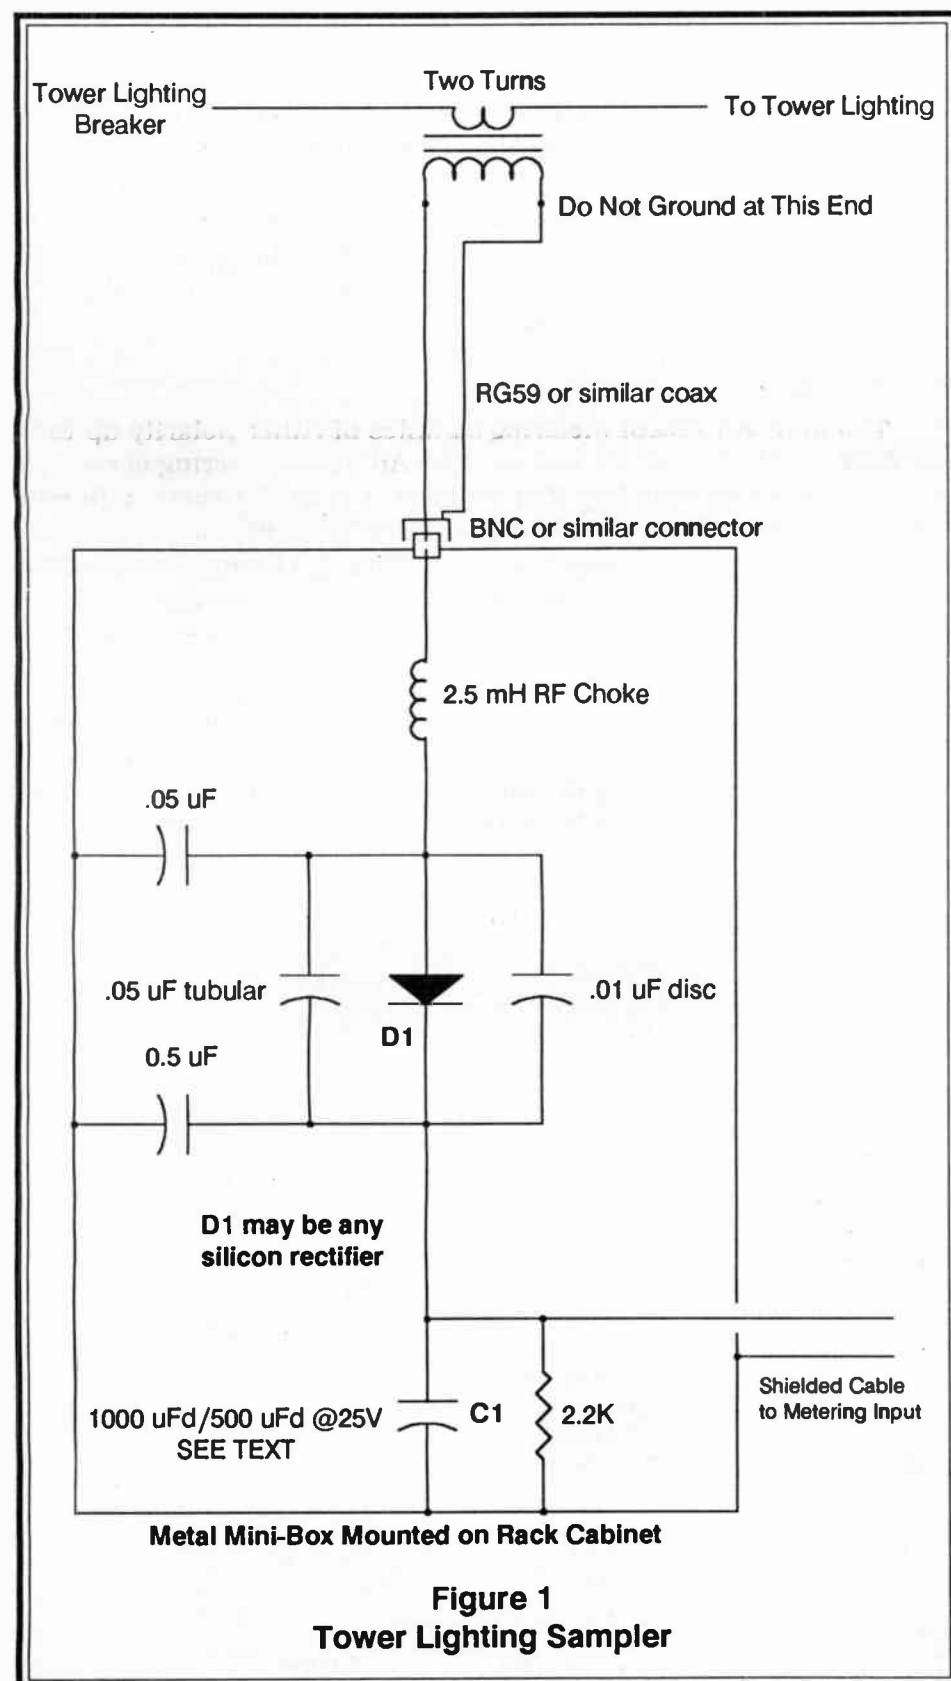 Two Turns
Tower Lighting
Breaker
To Tower Lighting
Do Not Ground at This End
RG59 or similar coax
BNC or similar connector
2.5 mH RF Choke
.05 uF
.05 uF tubular
D1
.01 uF disc
0.5 uF
D1 may be any
silicon rectifier
1000 uFd/500 uFd @25V
SEE TEXT
C1
2.2K
Shielded Cable
to Metering Input
Metal Mini-Box Mounted on Rack Cabinet
Figure 1
Tower Lighting Sampler